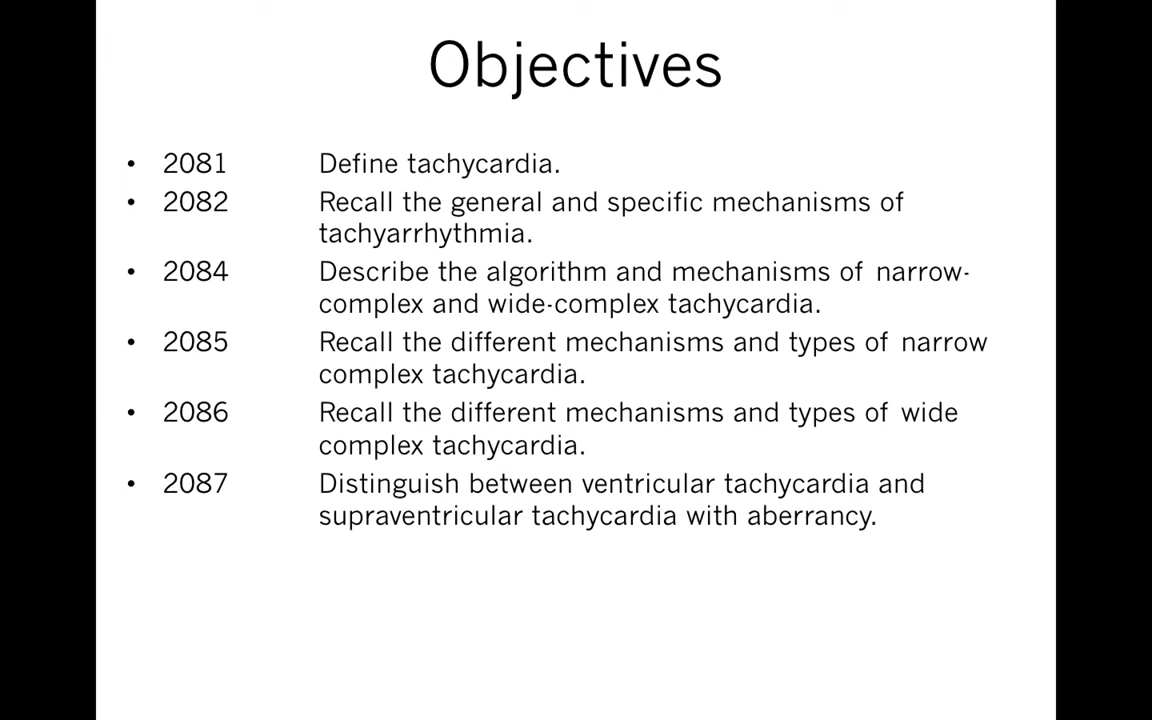 Objectives
• 2081 Define tachycardia.
• 2082 Recall the general and specific mechanisms of
tachyarrhythmia.
• 2084 Describe the algorithm and mechanisms of narrow-
complex and wide-complex tachycardia.
• 2085 Recall the different mechanisms and types of narrow
complex tachycardia.
• 2086 Recall the different mechanisms and types of wide
complex tachycardia.
• 2087 Distinguish between ventricular tachycardia and
supraventricular tachycardia with aberrancy.